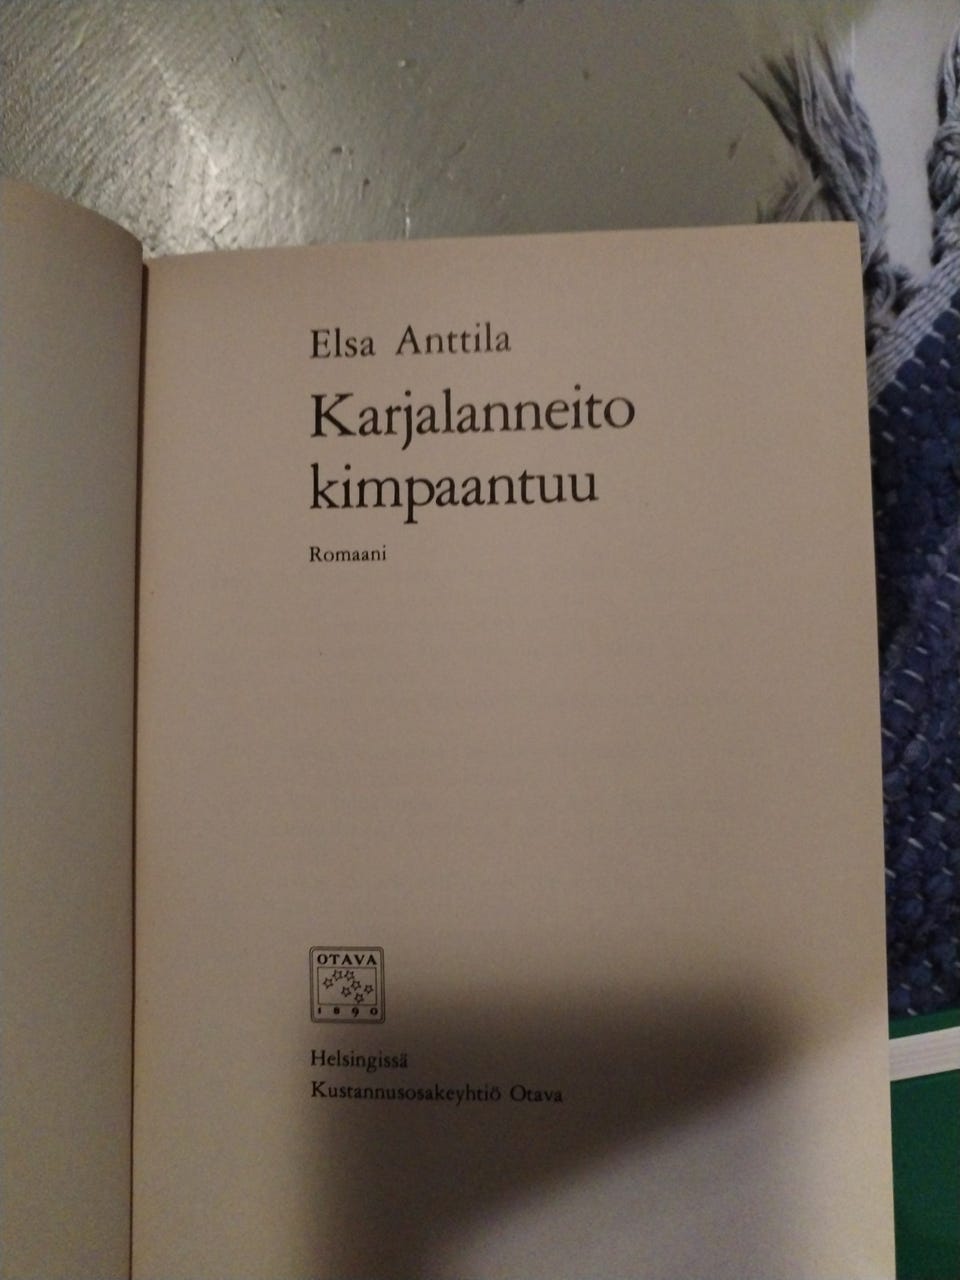 Elsa Anttila
Karjalanneito
kimpaantuu
Romaani
OTAVA
1890
Helsingissä
Kustannusosakeyhtiö Otava